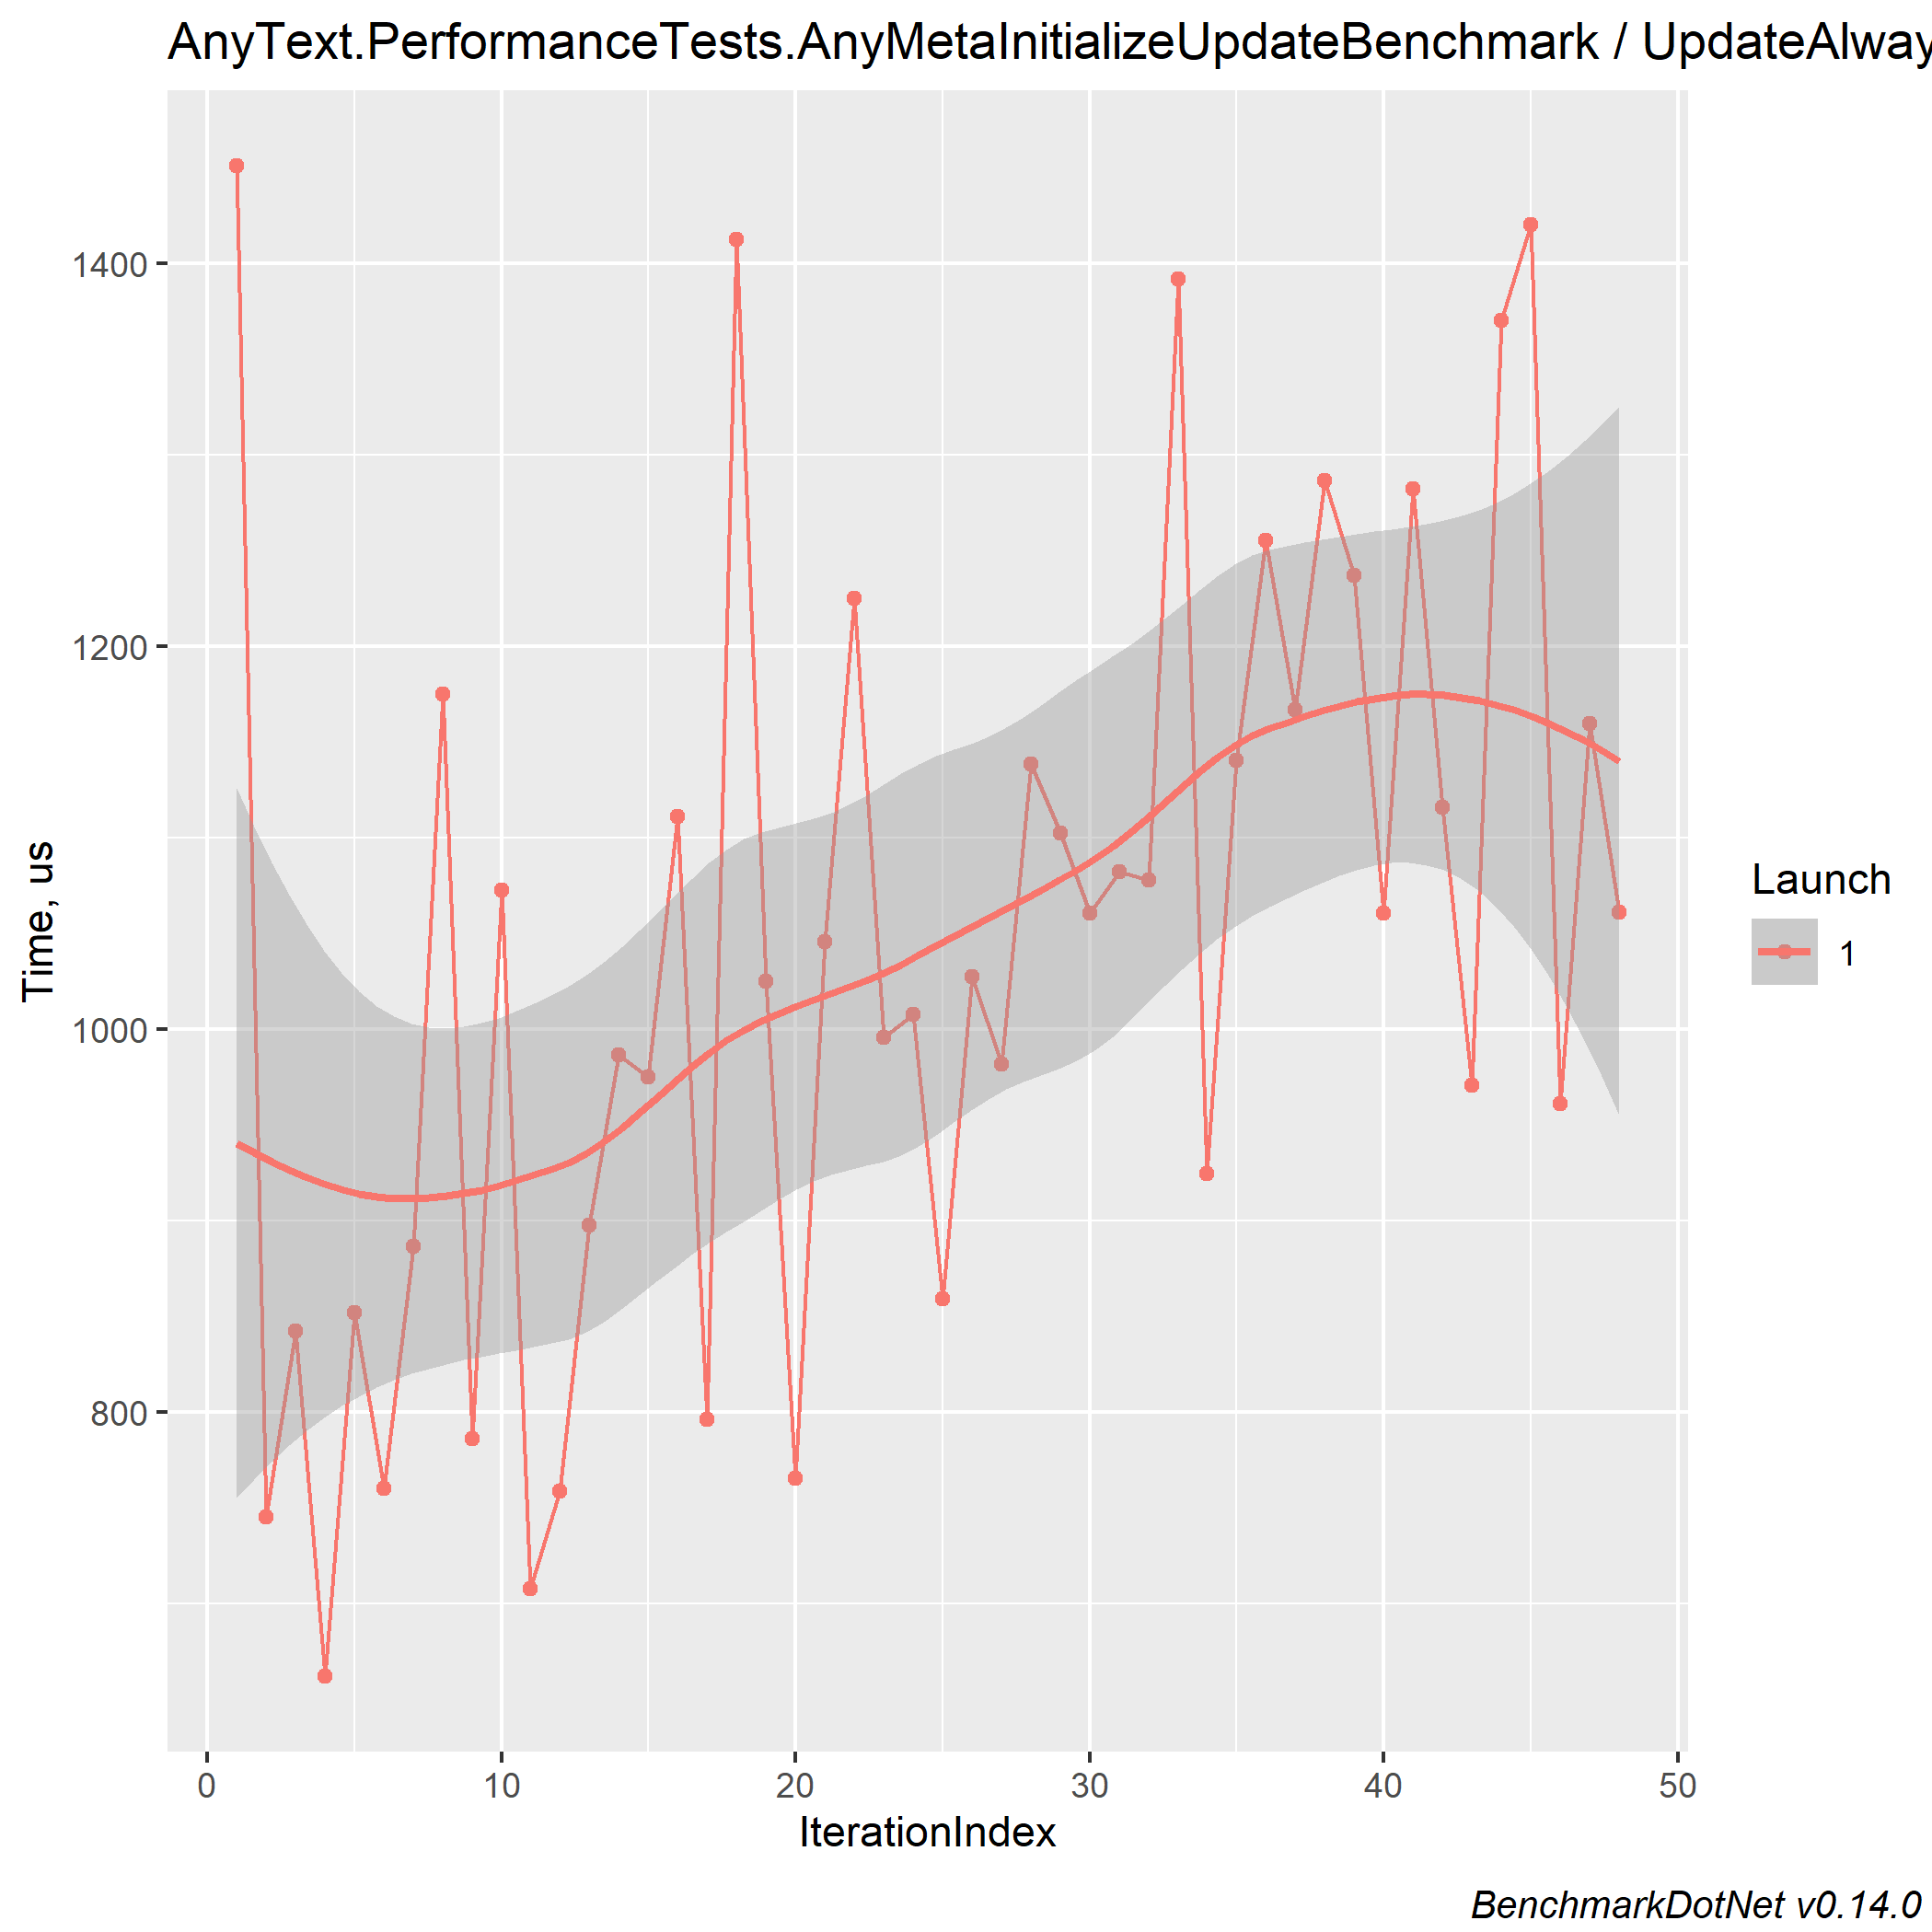 AnyText.PerformanceTests.AnyMetaInitializeUpdateBenchmark / UpdateAlway
1400
1200
1000
800
Time, us
0 10 20 30 40 50
IterationIndex
Launch
1
BenchmarkDotNet v0.14.0